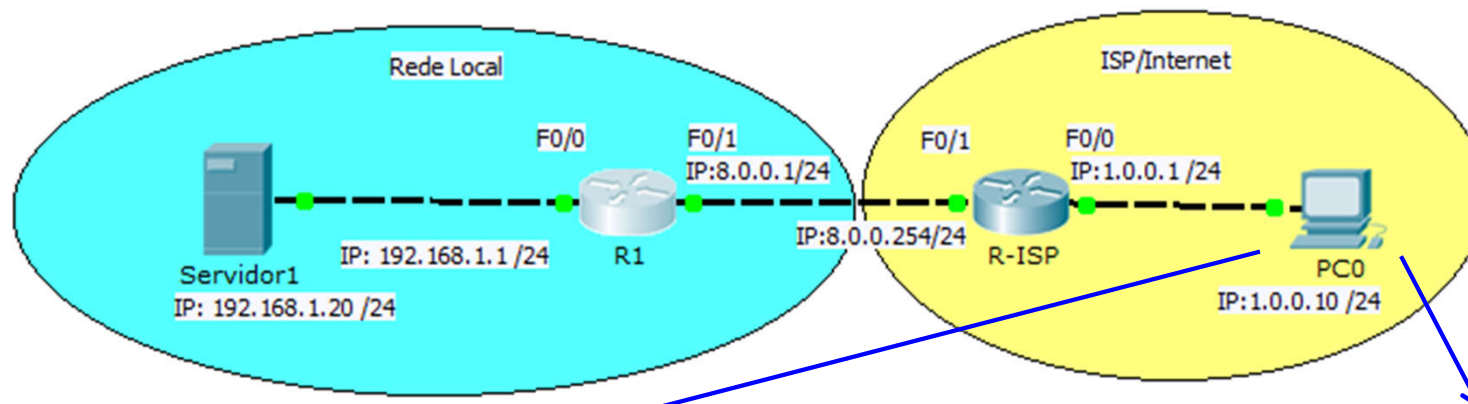 Rede Local
ISP/Internet
F0/0
F0/1
IP:8.0.0.1/24
F0/1
F0/0
IP:1.0.0.1 /24
IP: 192.168.1.1 /24
R1
IP:8.0.0.254/24
R-ISP
PC0
Servidor1
IP: 192.168.1.20 /24
IP:1.0.0.10 /24